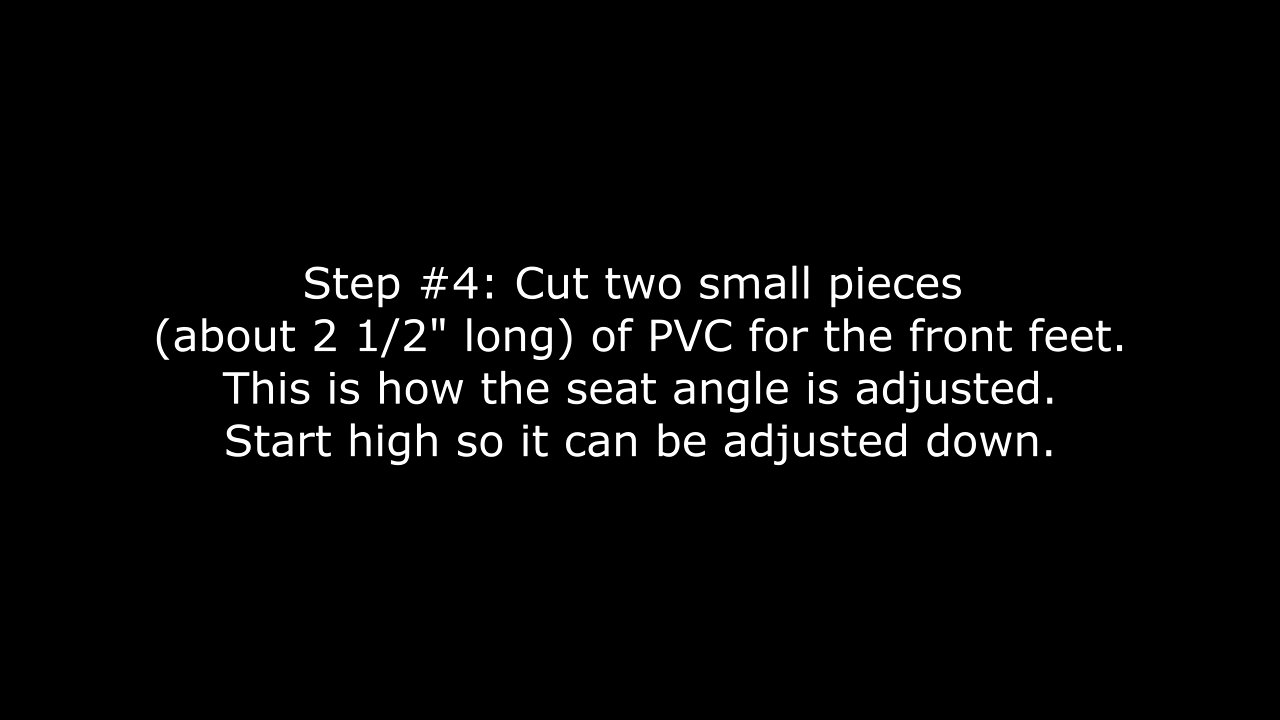 Step #4: Cut two small pieces
(about 2 1/2" long) of PVC for the front feet.
This is how the seat angle is adjusted.
Start high so it can be adjusted down.